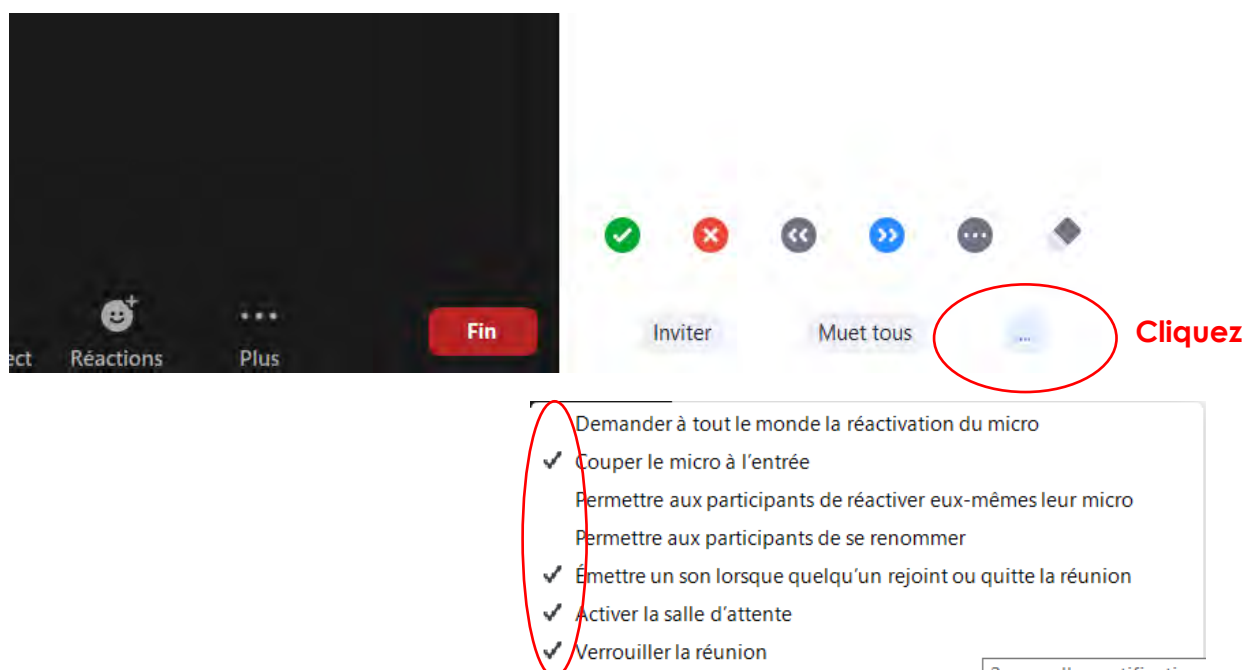 Inviter
Muet tous
...
Cliquez
Fin
ect
Réactions
Plus
Demander à tout le monde la réactivation du micro
Couper le micro à l’entrée
Permettre aux participants de réactiver eux-mêmes leur micro
Permettre aux participants de se renommer
Émettre un son lorsque quelqu’un rejoint ou quitte la réunion
Activer la salle d’attente
Verrouiller la réunion